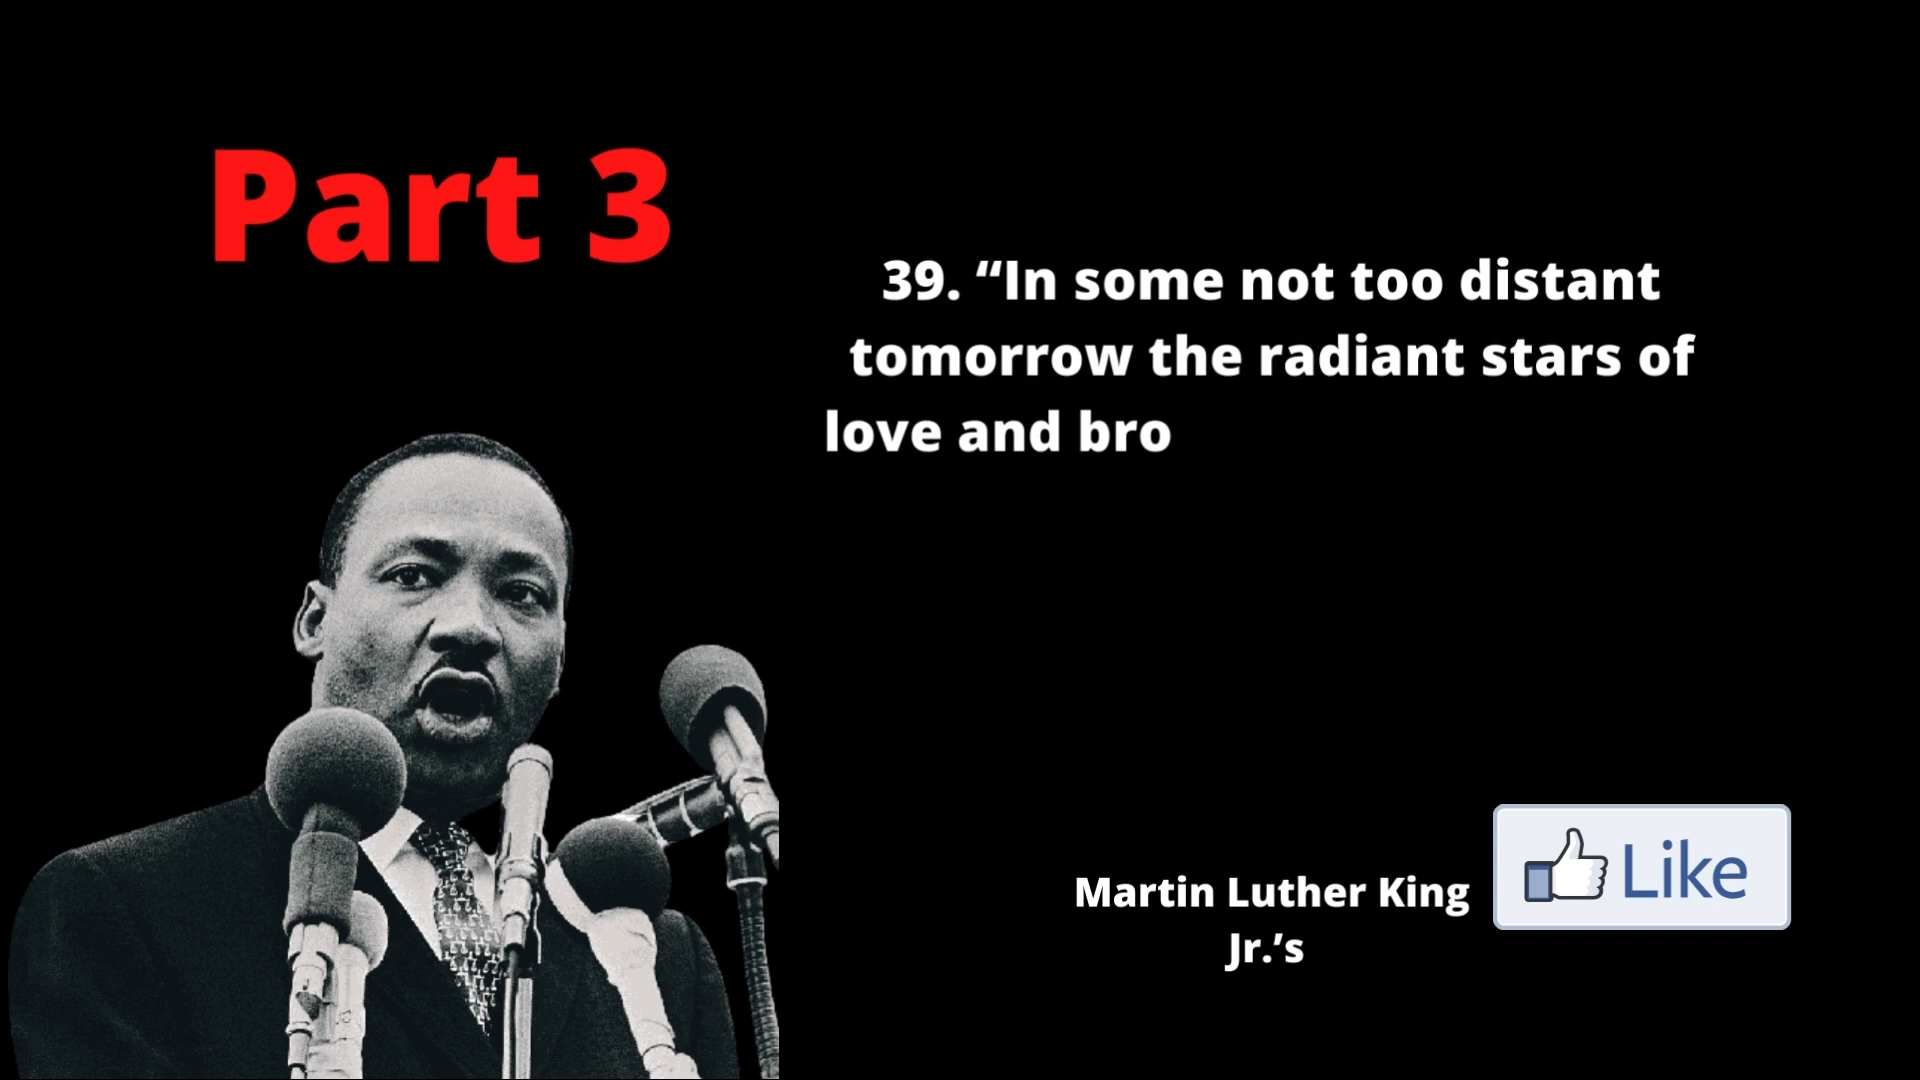 Part 3
39. “In some not too distant
tomorrow the radiant stars of
love and bro
Martin Luther King
Jr.’s
Like